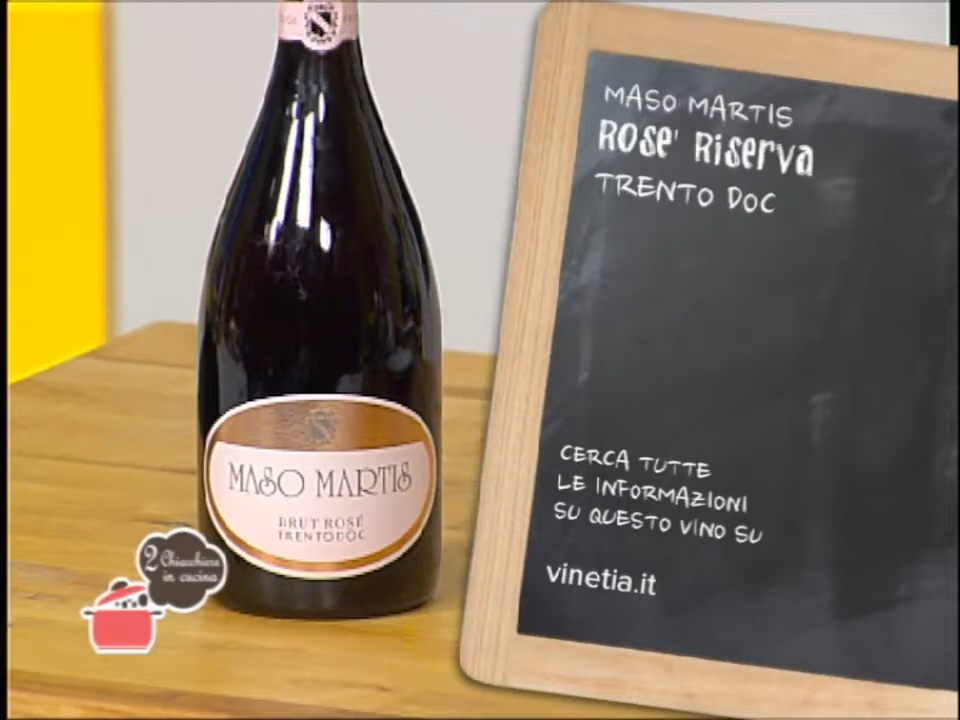 MASO MARTIS
BRUT ROSÉ
TRENTODOC
2 Chiacchiere
in cucina
MASO MARTIS
ROSE' RISERVA
TRENTO DOC
CERCA TUTTE
LE INFORMAZIONI
SU QUESTO VINO SU
vinetia.it